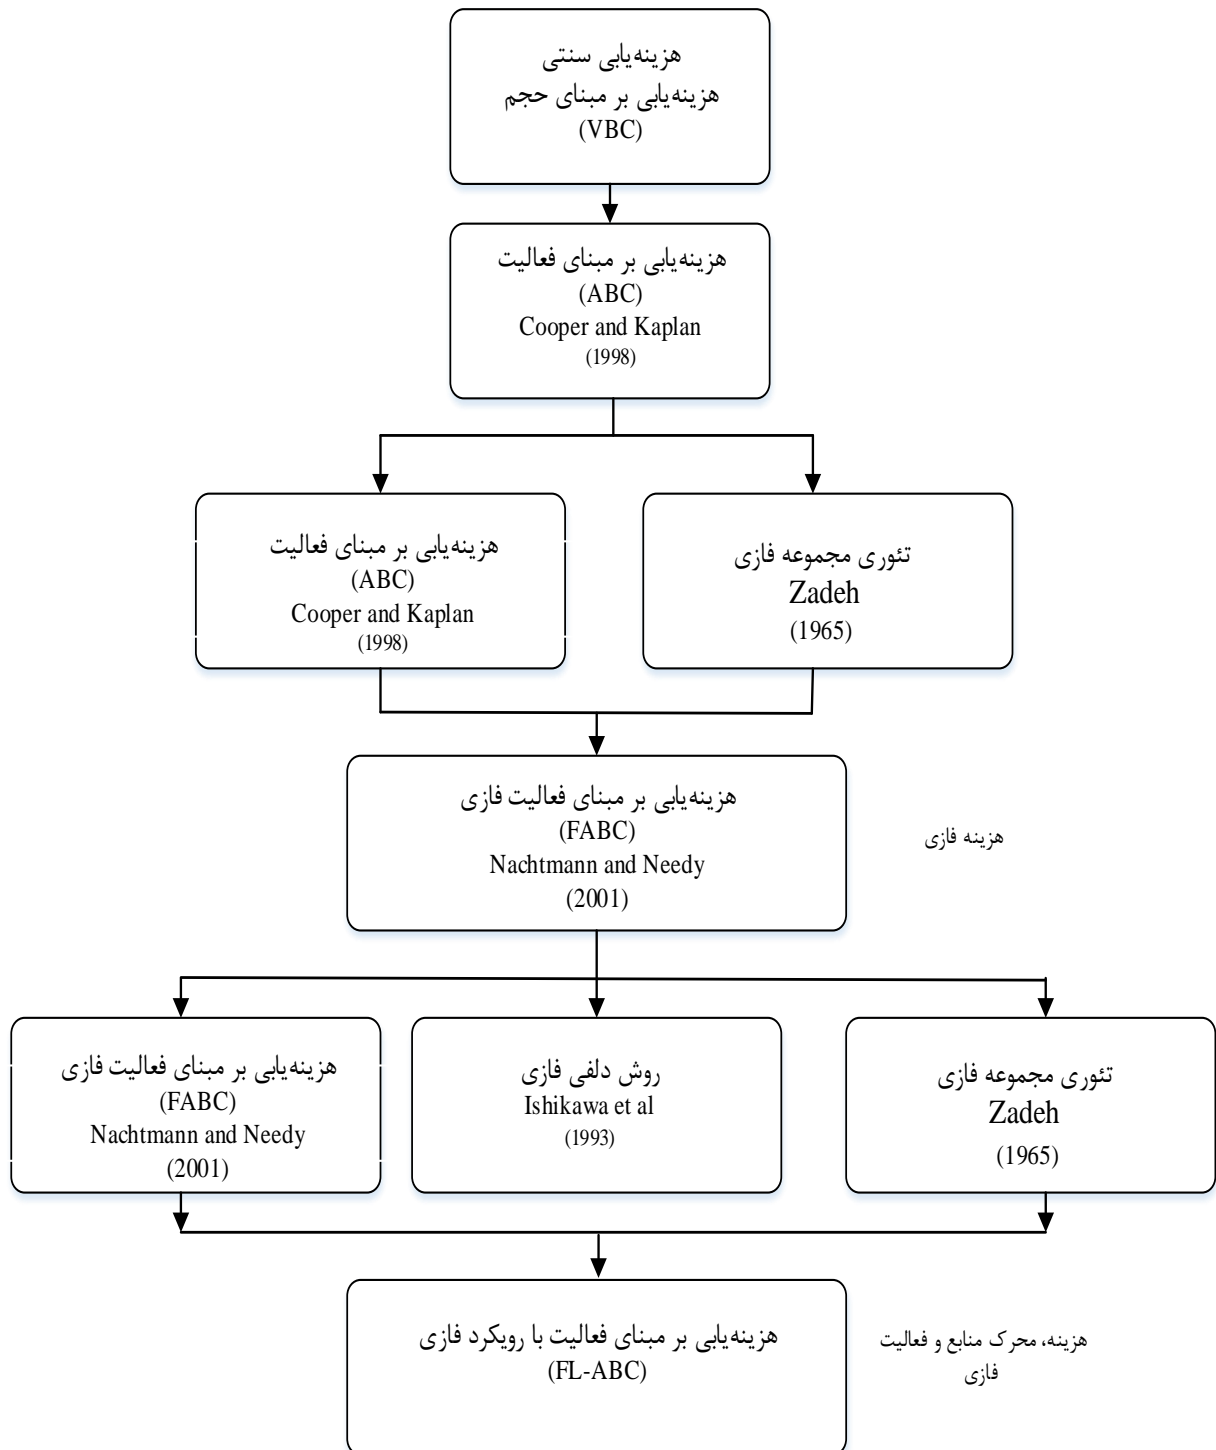 هزینه‌یابی سنتی
هزینه‌یابی بر مبنای حجم
(VBC)
هزینه‌یابی بر مبنای فعالیت
(ABC)
Cooper and Kaplan
(1998)
هزینه‌یابی بر مبنای فعالیت
(ABC)
Cooper and Kaplan
(1998)
تئوری مجموعه فازی
Zadeh
(1965)
هزینه‌یابی بر مبنای فعالیت فازی
(FABC)
Nachtmann and Needy
(2001)
هزینه فازی
هزینه‌یابی بر مبنای فعالیت فازی
(FABC)
Nachtmann and Needy
(2001)
روش دلفی فازی
Ishikawa et al
(1993)
تئوری مجموعه فازی
Zadeh
(1965)
هزینه‌یابی بر مبنای فعالیت با رویکرد فازی
(FL-ABC)
هزینه، محرک منابع و فعالیت
فازی